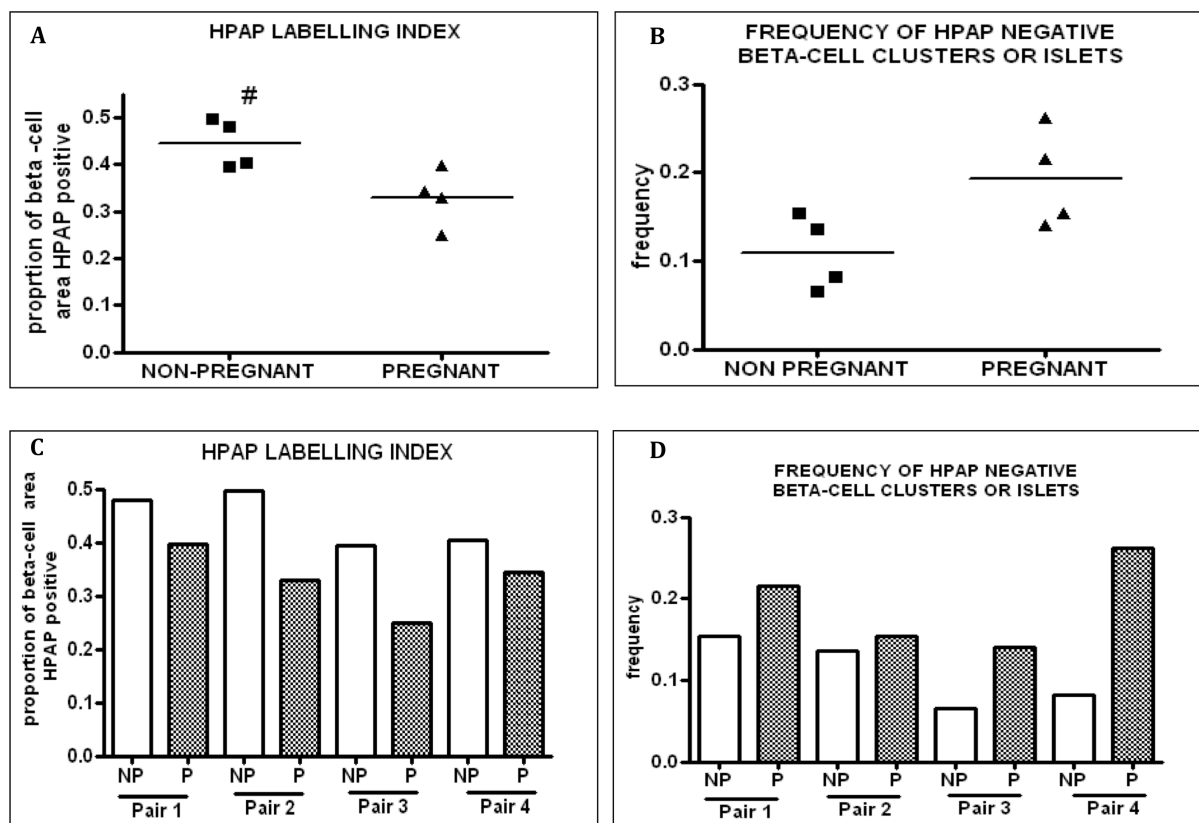 A
HPAP LABELLING INDEX
#
proprtion of beta -cell
area HPAP positive
0.5
0.4
0.3
0.2
0.1
0.0
NON-PREGNANT
PREGNANT
B
FREQUENCY OF HPAP NEGATIVE
BETA-CELL CLUSTERS OR ISLETS
frequency
0.3
0.2
0.1
0.0
NON PREGNANT
PREGNANT
C
HPAP LABELLING INDEX
proportion of beta-cell area
HPAP positive
0.5
0.4
0.3
0.2
0.1
0.0
NP P NP P NP P NP P
Pair 1 Pair 2 Pair 3 Pair 4
D
FREQUENCY OF HPAP NEGATIVE
BETA-CELL CLUSTERS OR ISLETS
frequency
0.3
0.2
0.1
0.0
NP P NP P NP P NP P
Pair 1 Pair 2 Pair 3 Pair 4